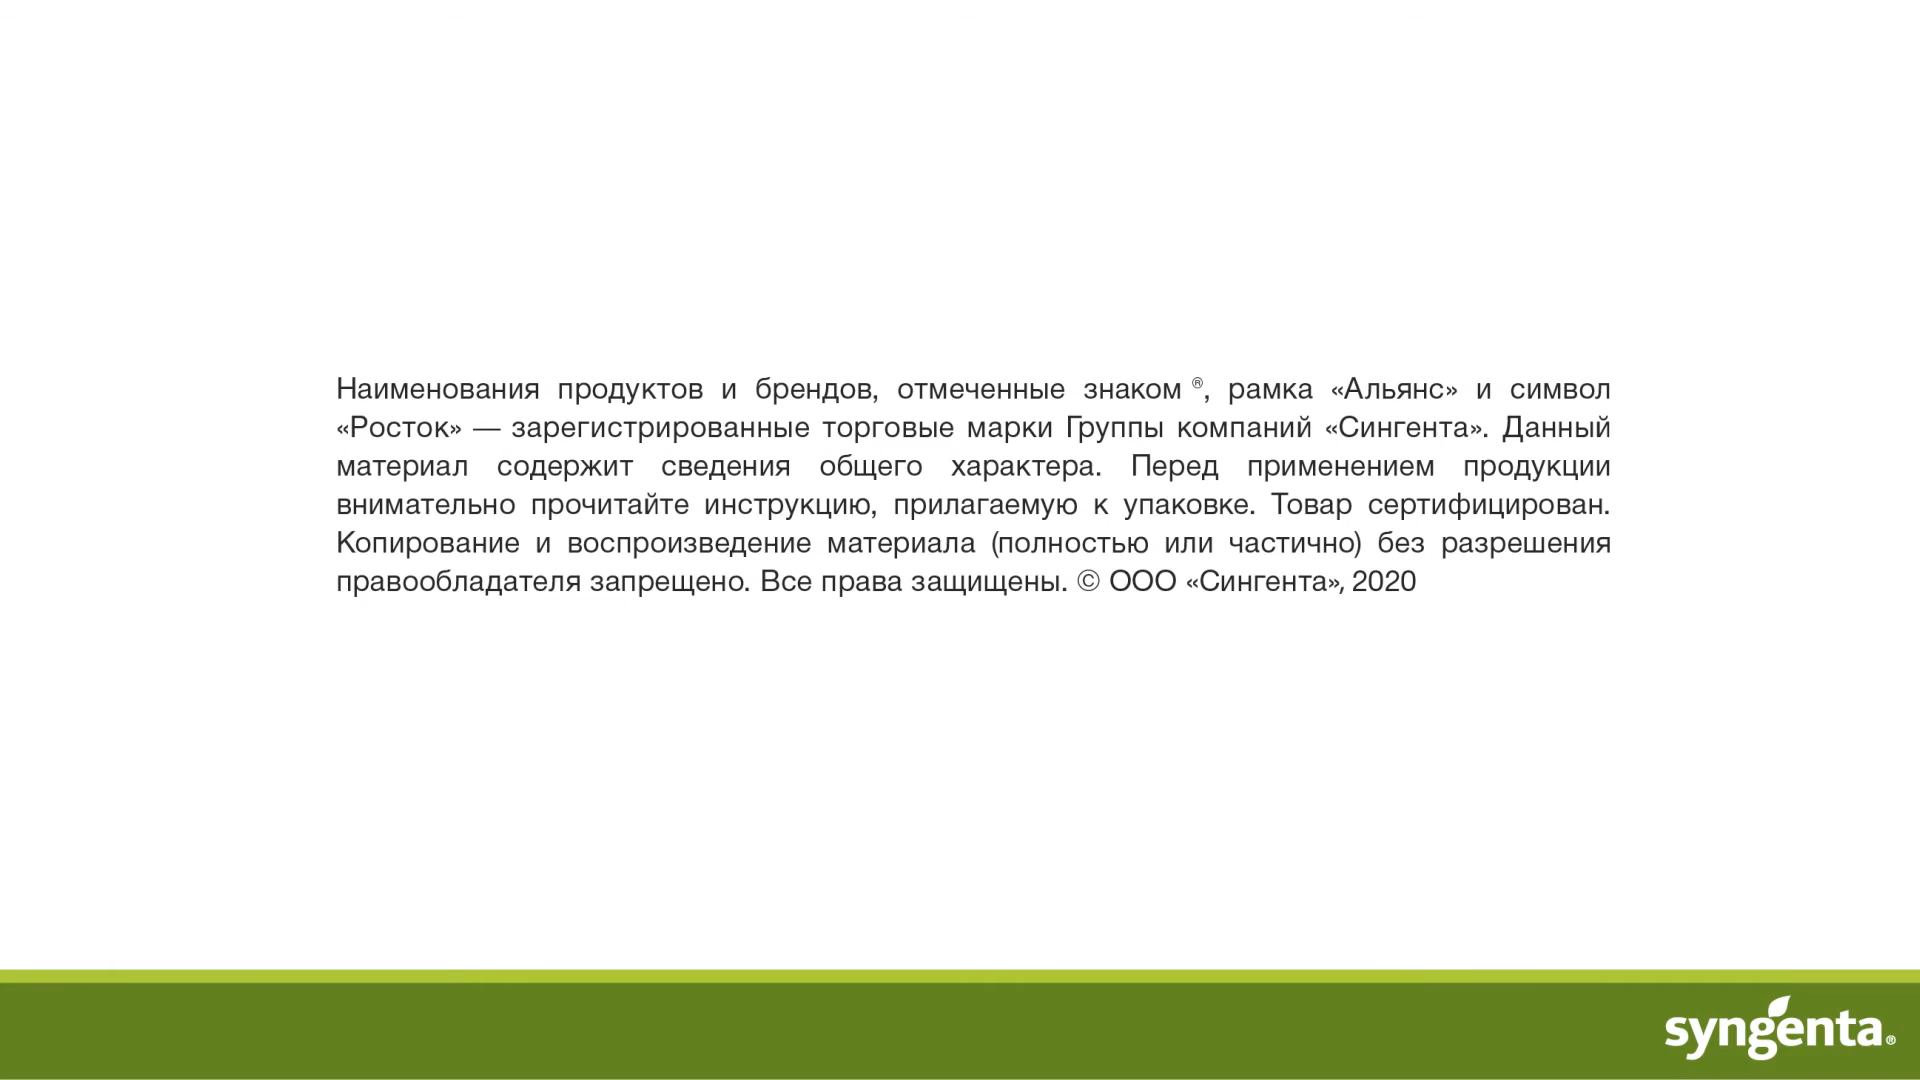 Наименования продуктов и брендов, отмеченные знаком ®, рамка «Альянс» и символ
«Росток» — зарегистрированные торговые марки Группы компаний «Сингента». Данный
материал содержит сведения общего характера. Перед применением продукции
внимательно прочитайте инструкцию, прилагаемую к упаковке. Товар сертифицирован.
Копирование и воспроизведение материала (полностью или частично) без разрешения
правообладателя запрещено. Все права защищены. © ООО «Сингента», 2020
syngenta®